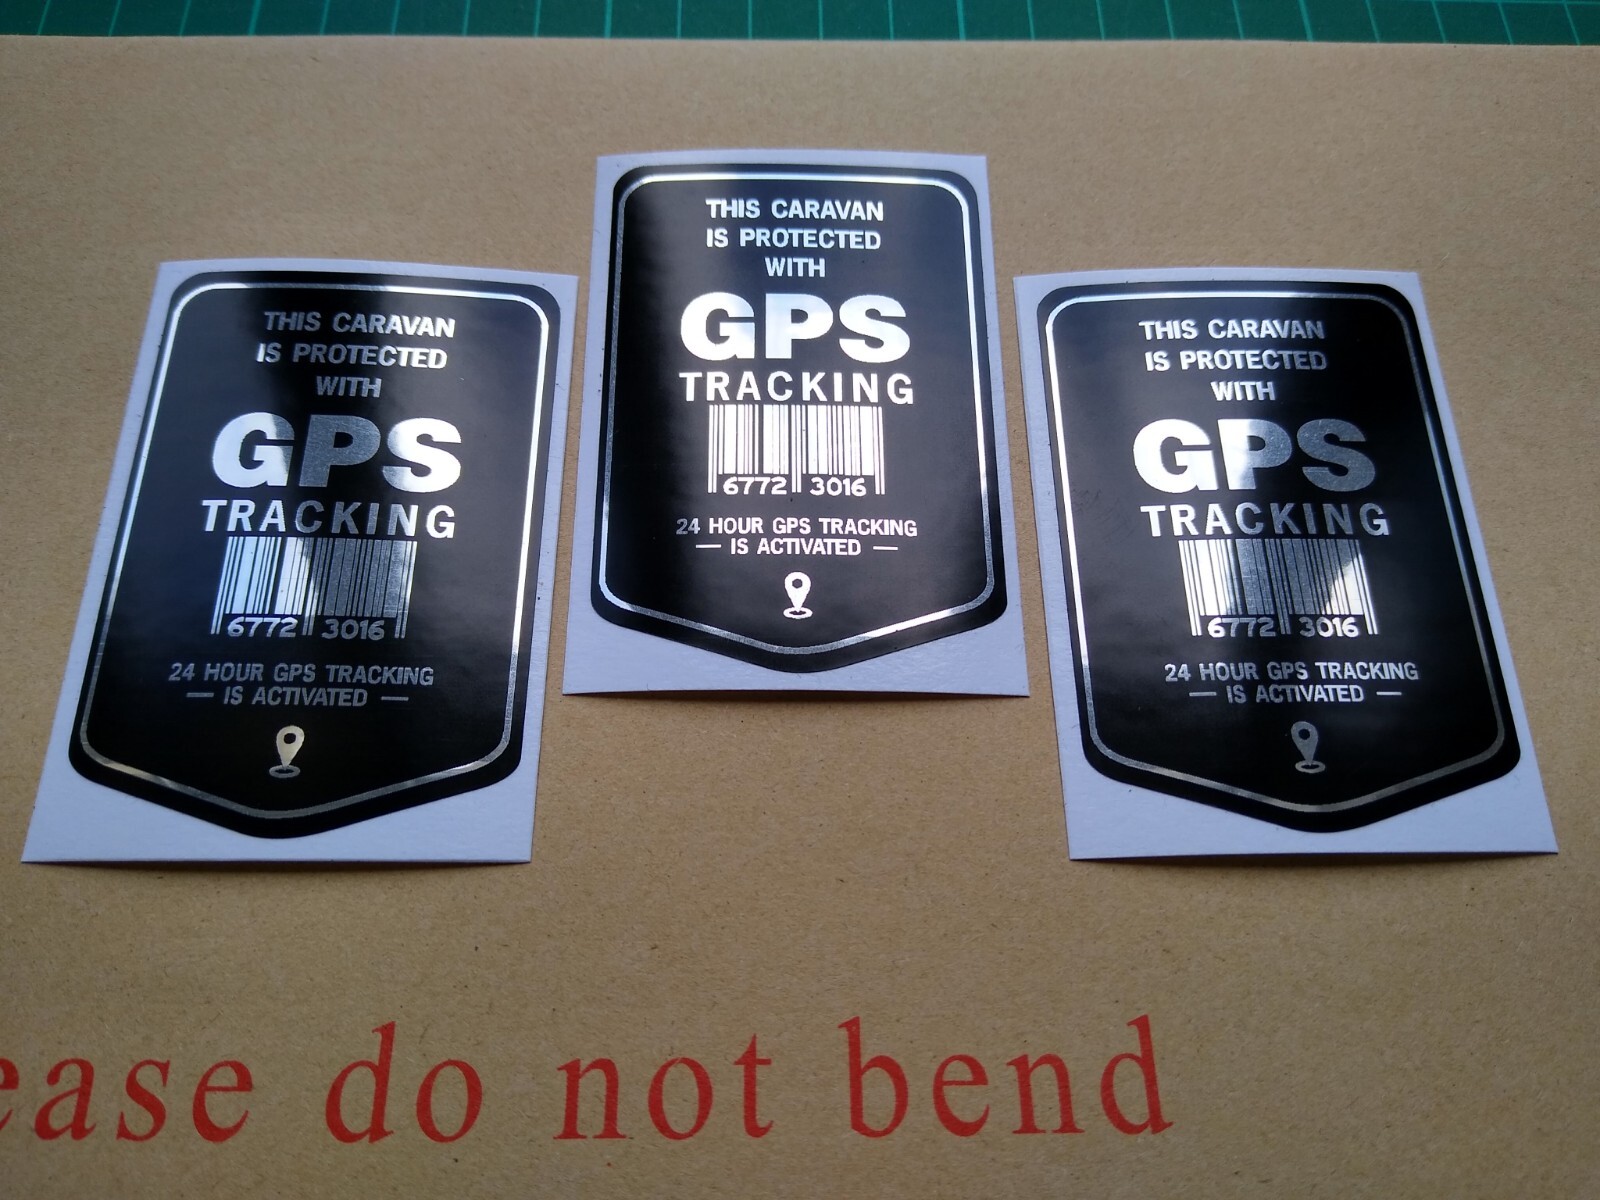 THIS CARAVAN
IS PROTECTED
WITH
GPS
TRACKING
6772 3016
24 HOUR GPS TRACKING
IS ACTIVATED
THIS CARAVAN
IS PROTECTED
WITH
GPS
TRACKING
6772 3016
24 HOUR GPS TRACKING
IS ACTIVATED
THIS CARAVAN
IS PROTECTED
WITH
GPS
TRACKING
6772 3016
24 HOUR GPS TRACKING
IS ACTIVATED
ease do not bend